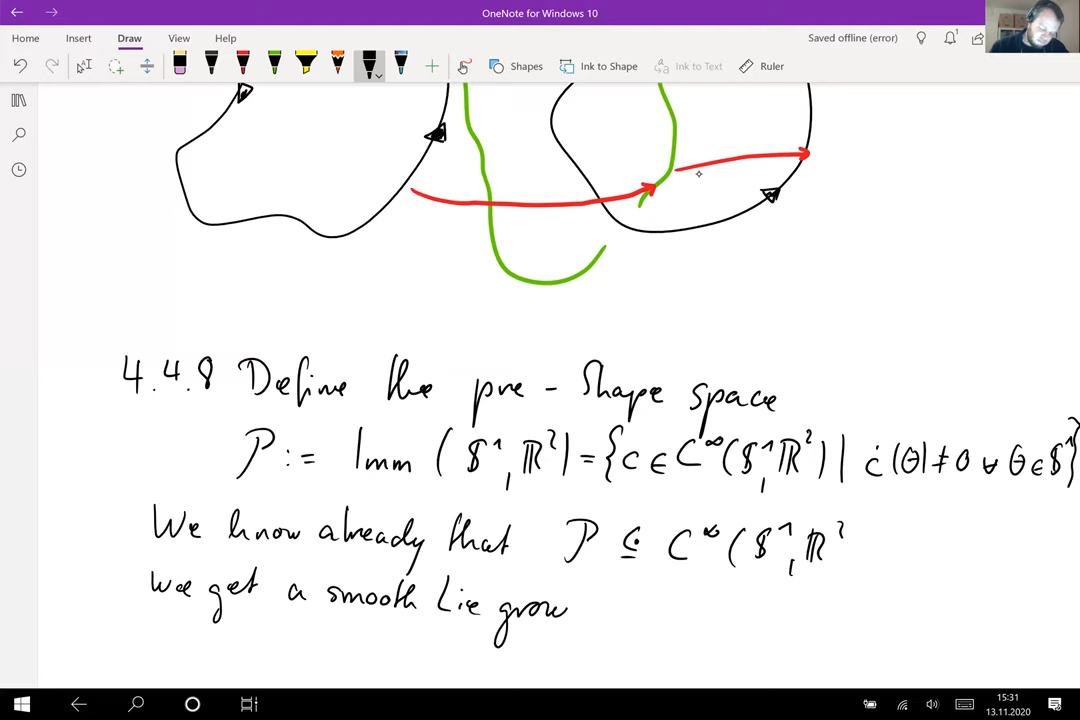 OneNote for Windows 10
Home Insert Draw View Help Saved offline (error)
Shapes Ink to Shape Ink to Text Ruler
4.4.8 Define the pre-shape space
P := Imm (S¹, ℝ²) = {c ∈ C^∞(S¹, ℝ²) | ċ(θ) ≠ 0 ∀ θ ∈ S¹}
We know already that P ⊆ C^∞(S¹, ℝ²
we get a smooth Lie grou
15:31
13.11.2020